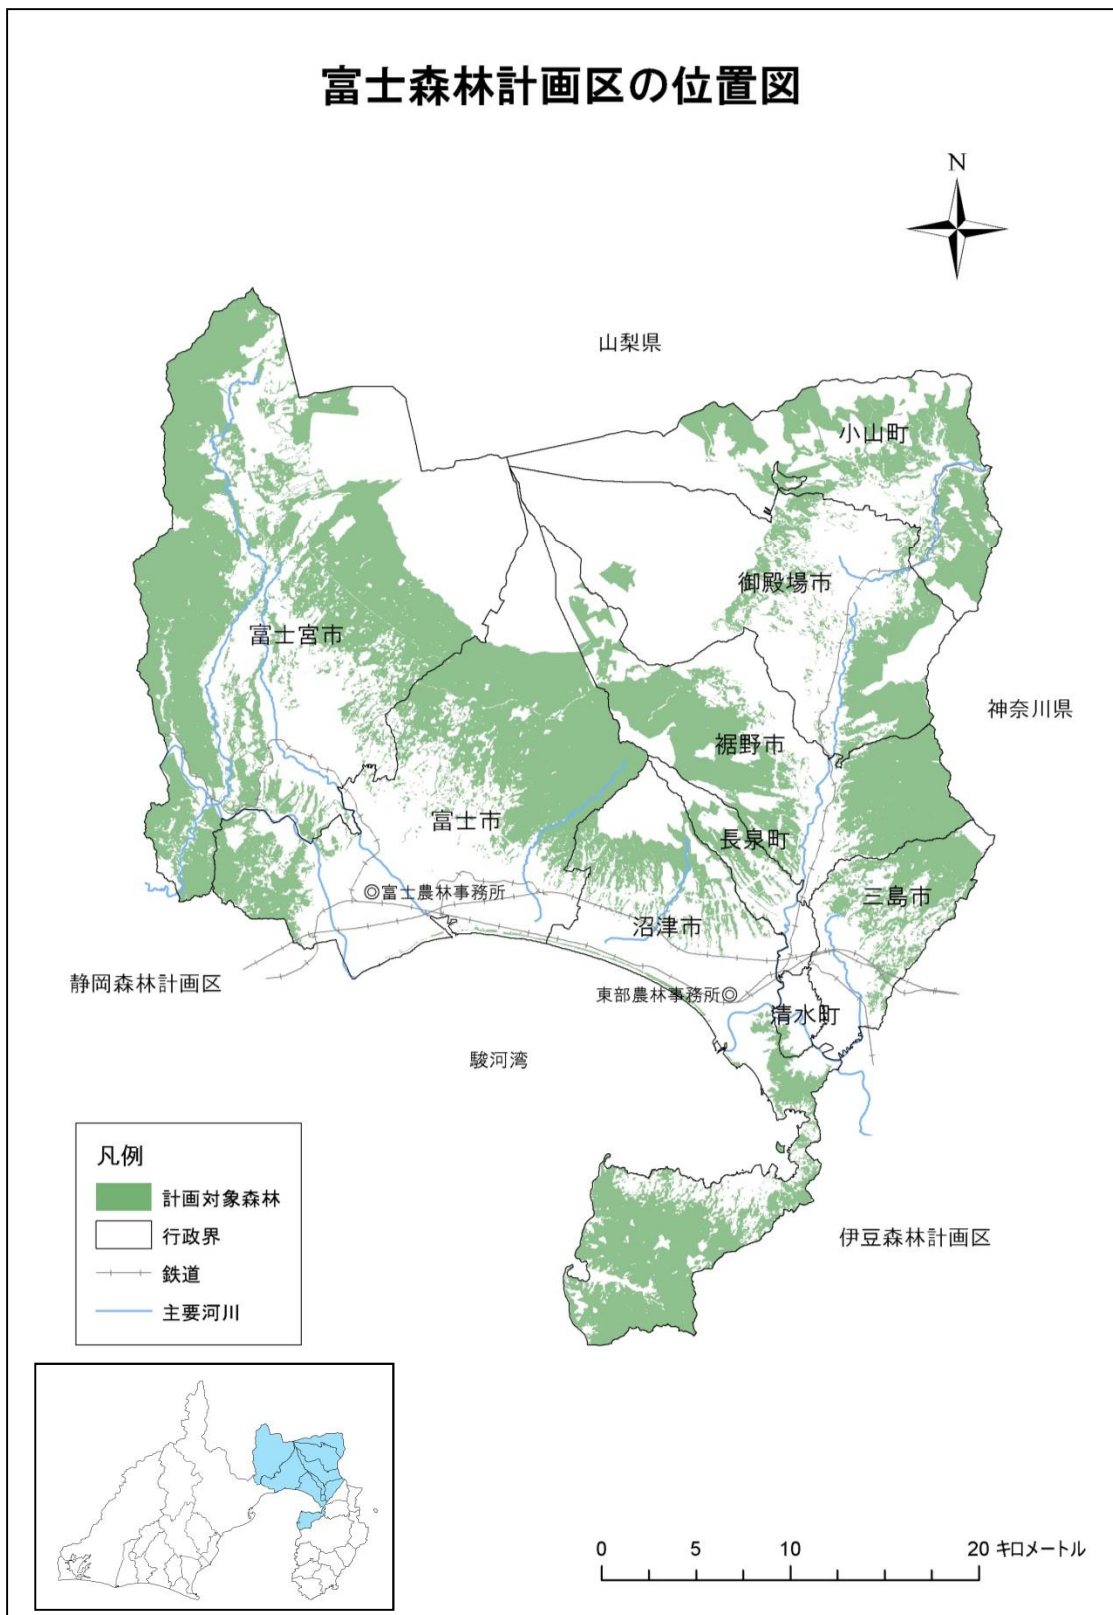 富士森林計画区の位置図
N
山梨県
小山町
御殿場市
富士宮市
神奈川県
裾野市
富士市
長泉町
◎富士農林事務所
三島市
沼津市
静岡森林計画区
東部農林事務所◎
清水町
駿河湾
凡例
計画対象森林
行政界
鉄道
主要河川
伊豆森林計画区
0 5 10 20 キロメートル